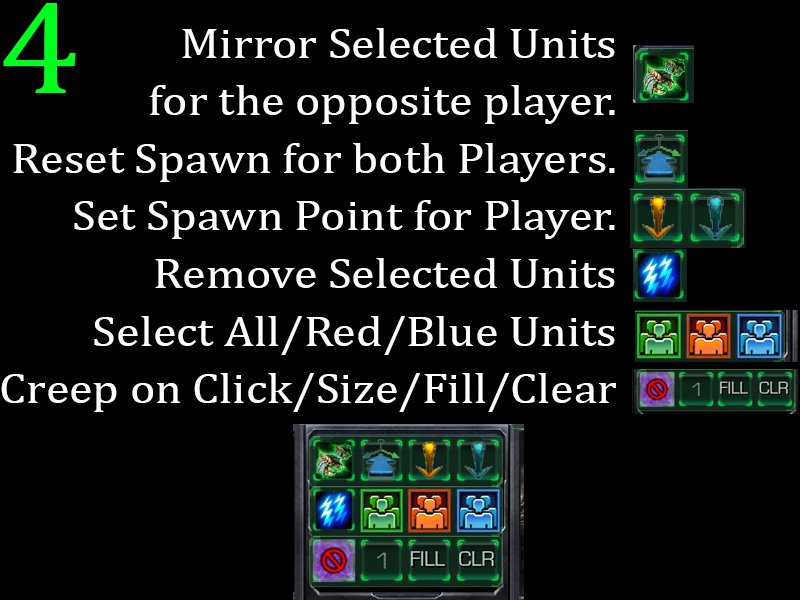 4
Mirror Selected Units
for the opposite player.
Reset Spawn for both Players.
Set Spawn Point for Player.
Remove Selected Units
Select All/Red/Blue Units
Creep on Click/Size/Fill/Clear
1 FILL CLR
1 FILL CLR